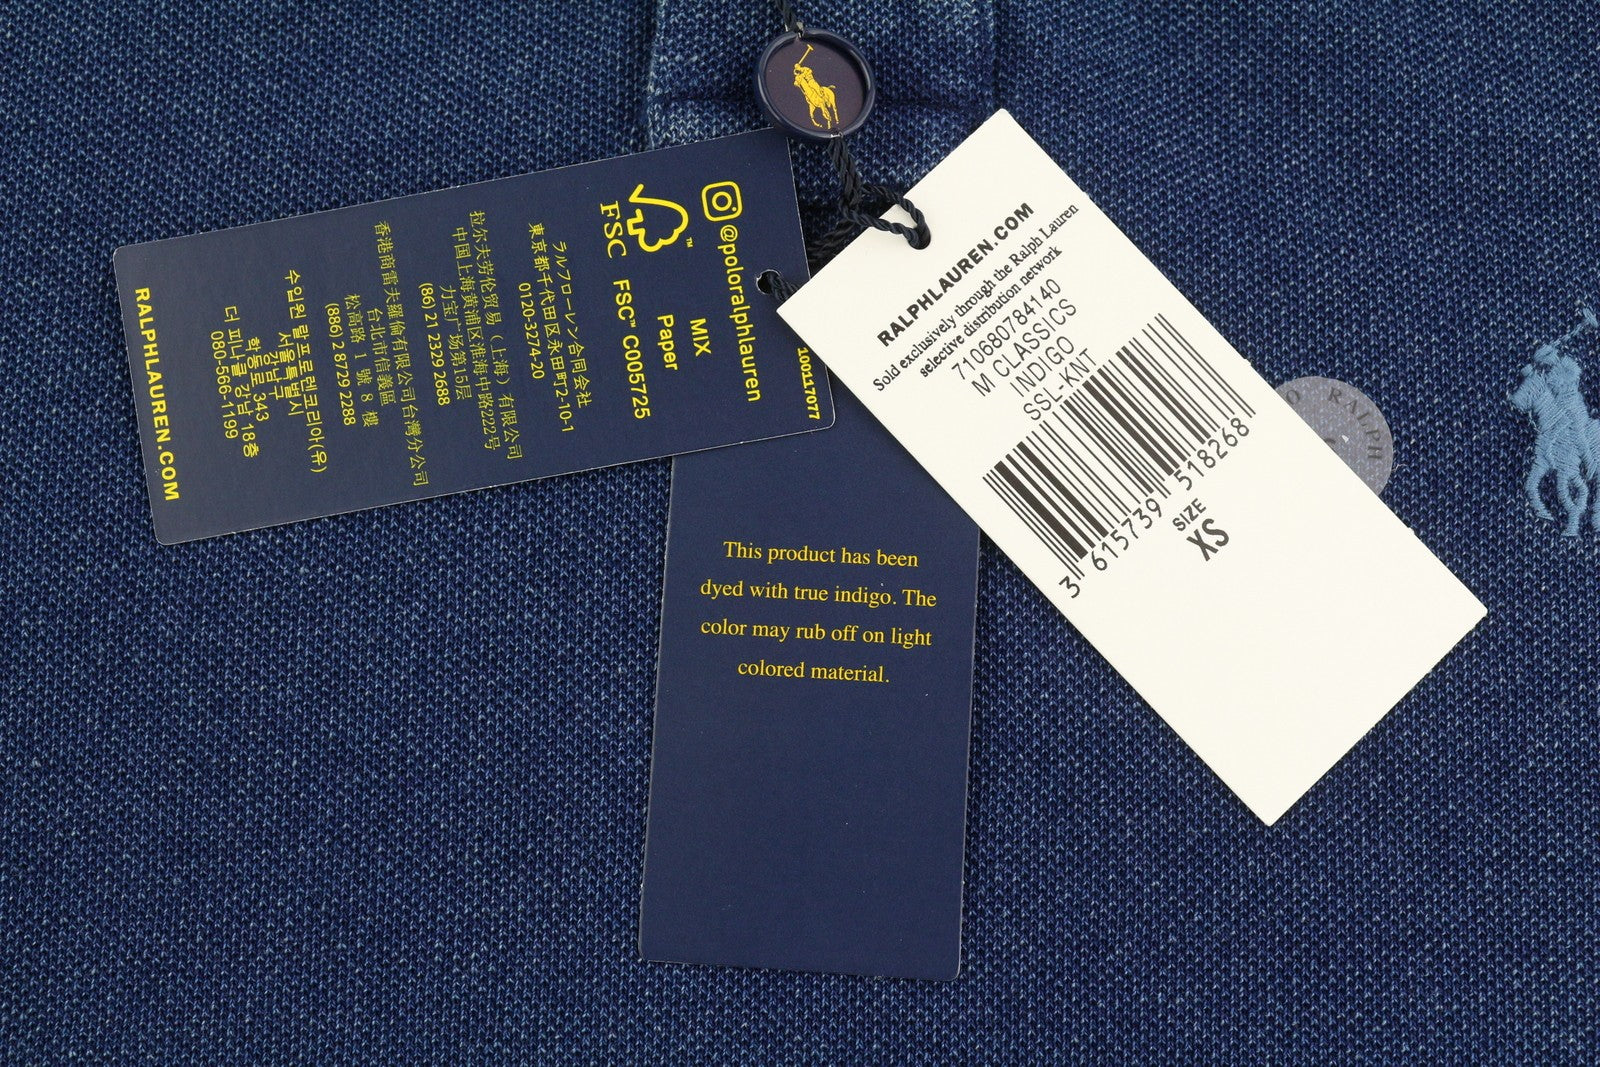 @poloralphlauren
MIX
Paper
FSC™ C005725
FSC
™
ラルフローレン合同会社
東京都千代田区永田町2-10-1
0120-3274-20
拉尔夫劳伦贸易（上海）有限公司
中国上海黄浦区淮海中路222号
力宝广场第15层
(86) 21 2329 2688
香港商雷夫羅倫有限公司台灣分公司
台北市信義區
松高路 1 號 8 樓
(886) 2 8729 2288
수입원 랄프로렌코리아(유)
서울특별시
강남구
학동로 343
더 피나클 강남 18층
080-566-1199
RALPHLAUREN.COM
100117077
This product has been
dyed with true indigo. The
color may rub off on light
colored material.
RALPHLAUREN.COM
Sold exclusively through the Ralph Lauren
selective distribution network
710680784140
M CLASSICS
INDIGO
SSL-KNT
3 615739 518268
SIZE
XS
RALPH